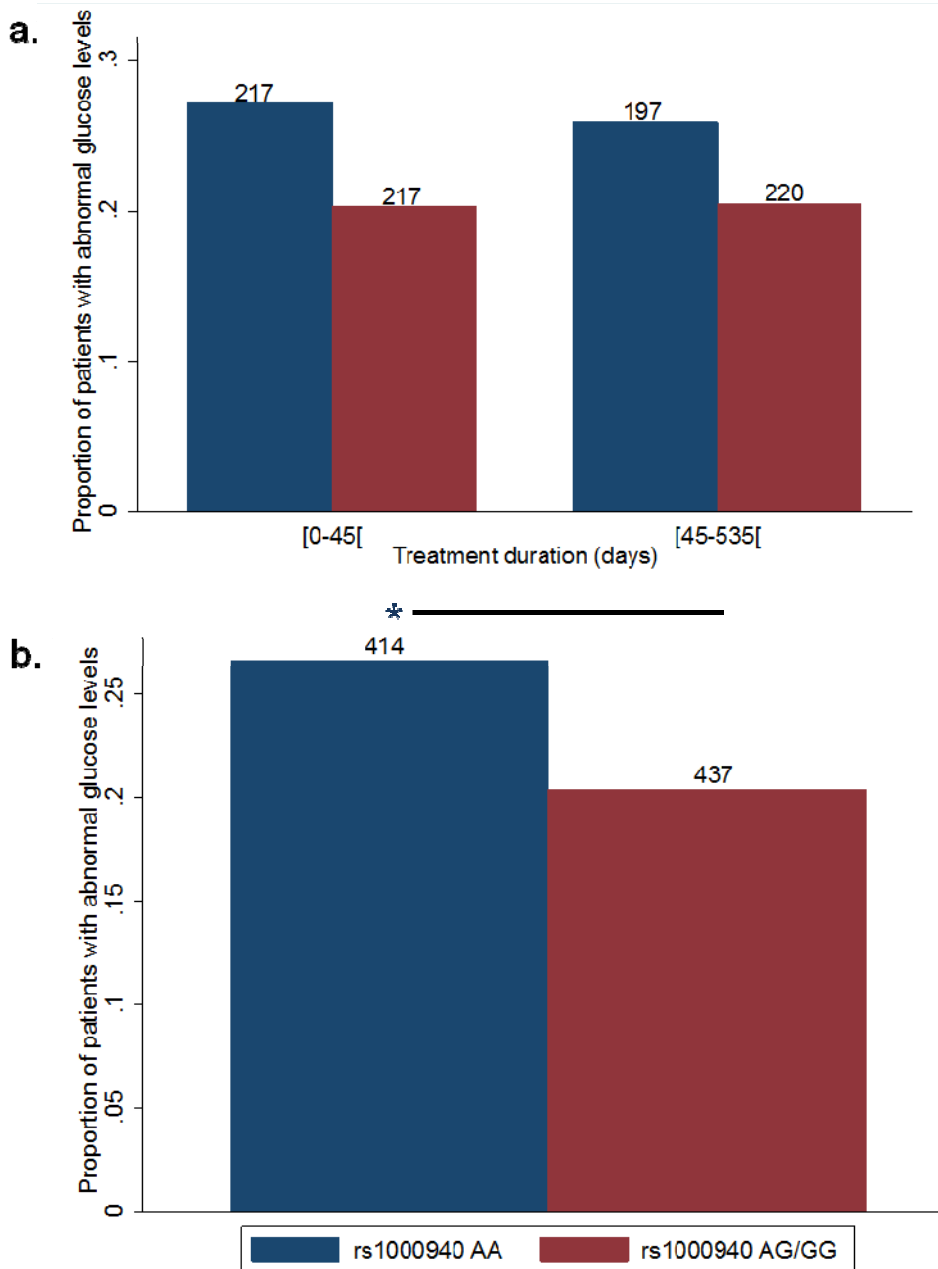 a.
Proportion of patients with abnormal glucose levels
.3
.2
.1
0
217
217
197
220
[0-45[
[45-535[
Treatment duration (days)
*
b.
Proportion of patients with abnormal glucose levels
.25
.2
.15
.1
.05
0
414
437
rs1000940 AA
rs1000940 AG/GG